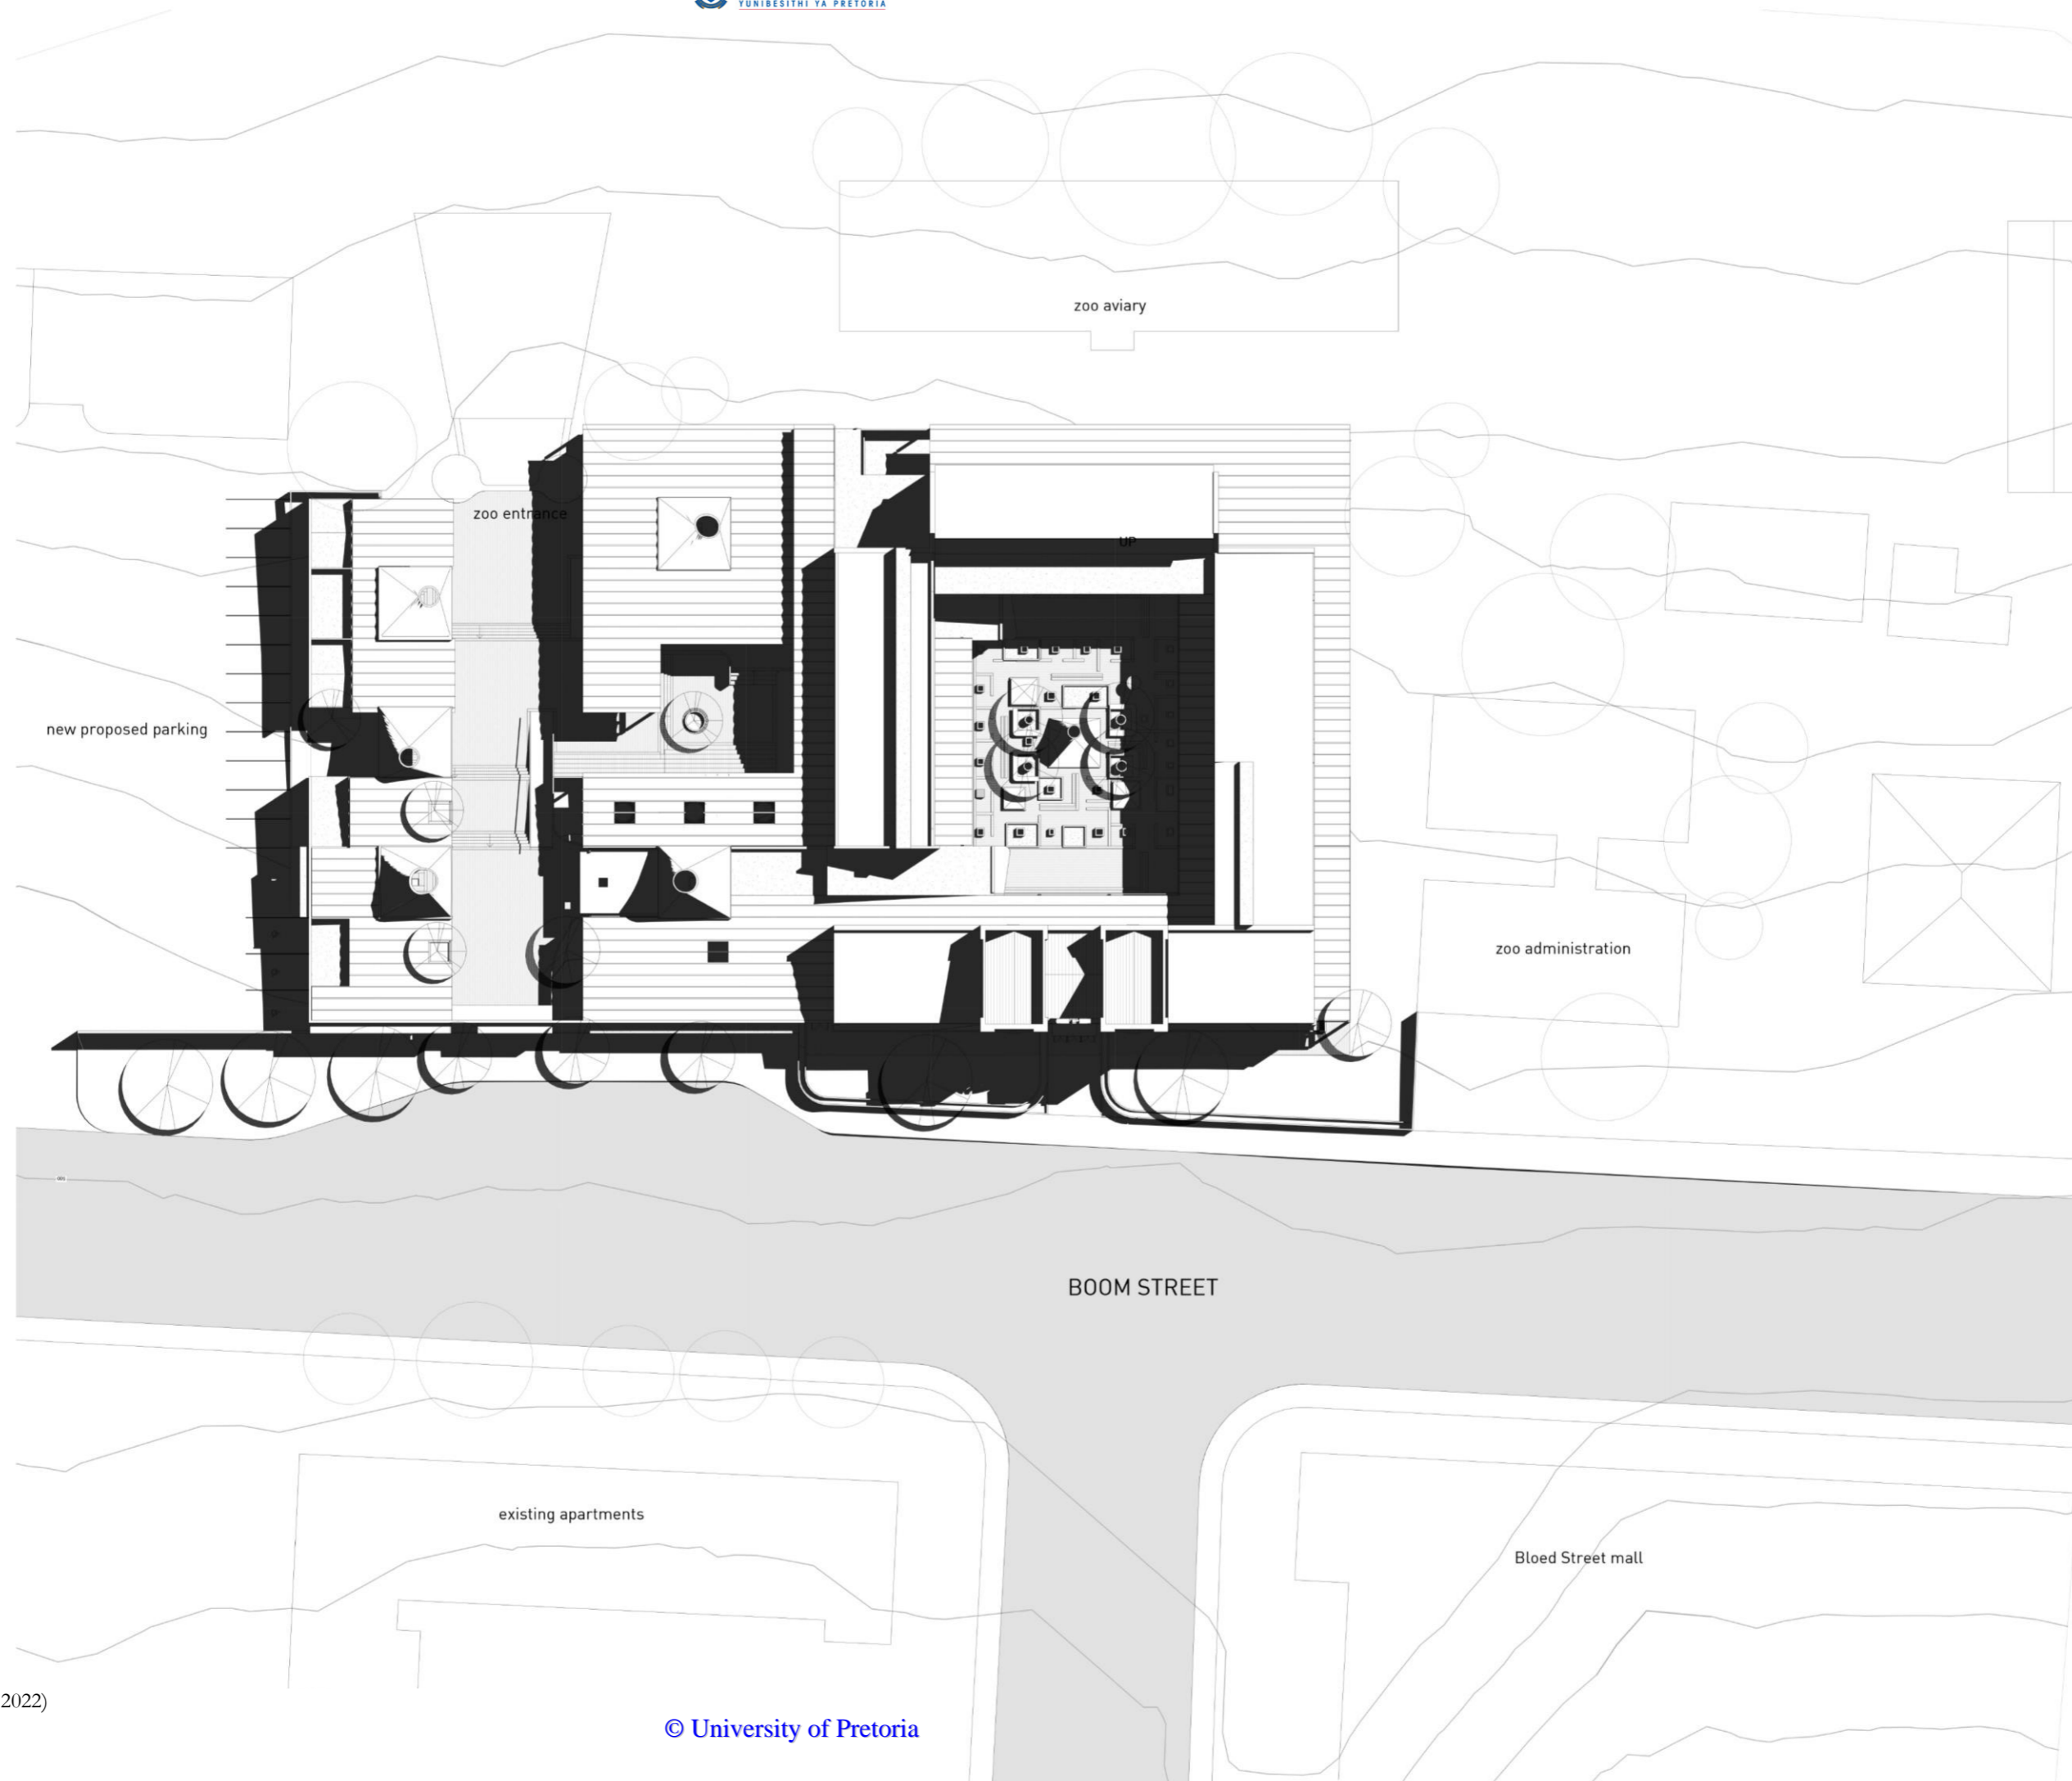 YUNIBESITHI YA PRETORIA
zoo aviary
zoo entrance
UP
new proposed parking
zoo administration
BOOM STREET
existing apartments
Bloed Street mall
2022)
© University of Pretoria